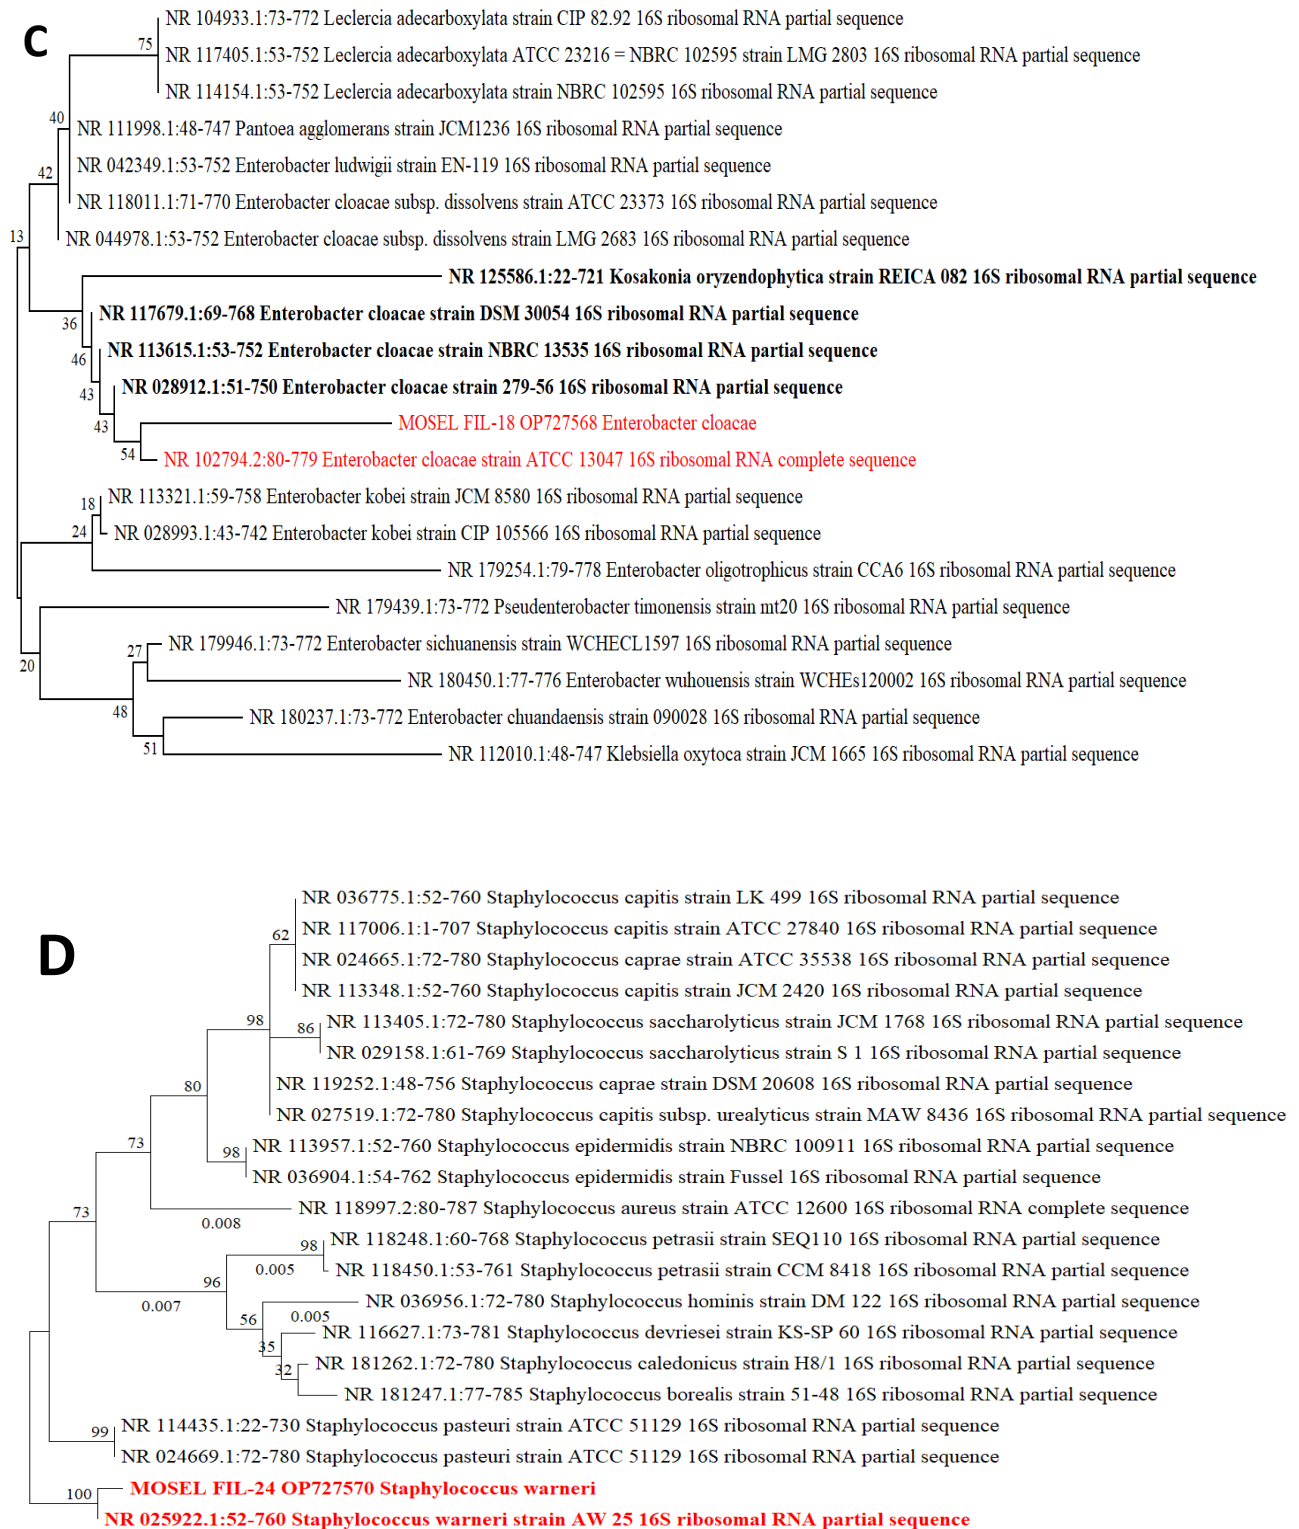 C
NR 104933.1:73-772 Leclercia adecarboxylata strain CIP 82.92 16S ribosomal RNA partial sequence
75
NR 117405.1:53-752 Leclercia adecarboxylata ATCC 23216 = NBRC 102595 strain LMG 2803 16S ribosomal RNA partial sequence
NR 114154.1:53-752 Leclercia adecarboxylata strain NBRC 102595 16S ribosomal RNA partial sequence
40
NR 111998.1:48-747 Pantoea agglomerans strain JCM1236 16S ribosomal RNA partial sequence
NR 042349.1:53-752 Enterobacter ludwigii strain EN-119 16S ribosomal RNA partial sequence
42
NR 118011.1:71-770 Enterobacter cloacae subsp. dissolvens strain ATCC 23373 16S ribosomal RNA partial sequence
13
NR 044978.1:53-752 Enterobacter cloacae subsp. dissolvens strain LMG 2683 16S ribosomal RNA partial sequence
NR 125586.1:22-721 Kosakonia oryzendophytica strain REICA 082 16S ribosomal RNA partial sequence
36
NR 117679.1:69-768 Enterobacter cloacae strain DSM 30054 16S ribosomal RNA partial sequence
46
NR 113615.1:53-752 Enterobacter cloacae strain NBRC 13535 16S ribosomal RNA partial sequence
43
NR 028912.1:51-750 Enterobacter cloacae strain 279-56 16S ribosomal RNA partial sequence
43
MOSEL FIL-18 OP727568 Enterobacter cloacae
54
NR 102794.2:80-779 Enterobacter cloacae strain ATCC 13047 16S ribosomal RNA complete sequence
18
NR 113321.1:59-758 Enterobacter kobei strain JCM 8580 16S ribosomal RNA partial sequence
24
NR 028993.1:43-742 Enterobacter kobei strain CIP 105566 16S ribosomal RNA partial sequence
NR 179254.1:79-778 Enterobacter oligotrophicus strain CCA6 16S ribosomal RNA partial sequence
NR 179439.1:73-772 Pseudenterobacter timonensis strain mt20 16S ribosomal RNA partial sequence
20
27
NR 179946.1:73-772 Enterobacter sichuanensis strain WCHECL1597 16S ribosomal RNA partial sequence
NR 180450.1:77-776 Enterobacter wuhouensis strain WCHEs120002 16S ribosomal RNA partial sequence
48
NR 180237.1:73-772 Enterobacter chuandaensis strain 090028 16S ribosomal RNA partial sequence
51
NR 112010.1:48-747 Klebsiella oxytoca strain JCM 1665 16S ribosomal RNA partial sequence
D
NR 036775.1:52-760 Staphylococcus capitis strain LK 499 16S ribosomal RNA partial sequence
62
NR 117006.1:1-707 Staphylococcus capitis strain ATCC 27840 16S ribosomal RNA partial sequence
NR 024665.1:72-780 Staphylococcus caprae strain ATCC 35538 16S ribosomal RNA partial sequence
NR 113348.1:52-760 Staphylococcus capitis strain JCM 2420 16S ribosomal RNA partial sequence
98
86
NR 113405.1:72-780 Staphylococcus saccharolyticus strain JCM 1768 16S ribosomal RNA partial sequence
NR 029158.1:61-769 Staphylococcus saccharolyticus strain S 1 16S ribosomal RNA partial sequence
80
NR 119252.1:48-756 Staphylococcus caprae strain DSM 20608 16S ribosomal RNA partial sequence
NR 027519.1:72-780 Staphylococcus capitis subsp. urealyticus strain MAW 8436 16S ribosomal RNA partial sequence
73
98
NR 113957.1:52-760 Staphylococcus epidermidis strain NBRC 100911 16S ribosomal RNA partial sequence
NR 036904.1:54-762 Staphylococcus epidermidis strain Fussel 16S ribosomal RNA partial sequence
73
NR 118997.2:80-787 Staphylococcus aureus strain ATCC 12600 16S ribosomal RNA complete sequence
0.008
98
NR 118248.1:60-768 Staphylococcus petrasii strain SEQ110 16S ribosomal RNA partial sequence
0.005
NR 118450.1:53-761 Staphylococcus petrasii strain CCM 8418 16S ribosomal RNA partial sequence
96
0.007
NR 036956.1:72-780 Staphylococcus hominis strain DM 122 16S ribosomal RNA partial sequence
0.005
56
NR 116627.1:73-781 Staphylococcus devriesei strain KS-SP 60 16S ribosomal RNA partial sequence
35
NR 181262.1:72-780 Staphylococcus caledonicus strain H8/1 16S ribosomal RNA partial sequence
32
NR 181247.1:77-785 Staphylococcus borealis strain 51-48 16S ribosomal RNA partial sequence
99
NR 114435.1:22-730 Staphylococcus pasteuri strain ATCC 51129 16S ribosomal RNA partial sequence
NR 024669.1:72-780 Staphylococcus pasteuri strain ATCC 51129 16S ribosomal RNA partial sequence
MOSEL FIL-24 OP727570 Staphylococcus warneri
100
NR 025922.1:52-760 Staphylococcus warneri strain AW 25 16S ribosomal RNA partial sequence